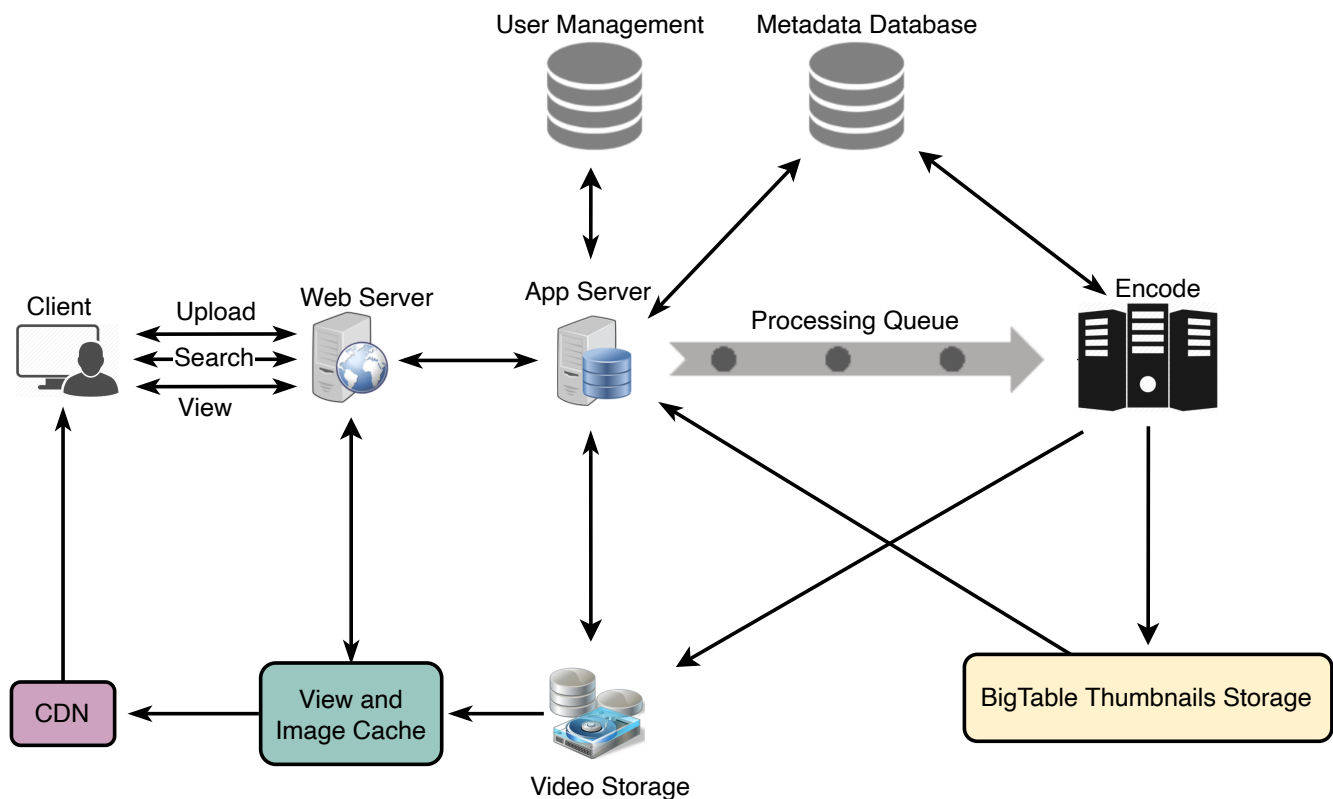 User Management
Metadata Database
Client
Upload
Search
View
Web Server
App Server
Processing Queue
Encode
CDN
View and
Image Cache
Video Storage
BigTable Thumbnails Storage